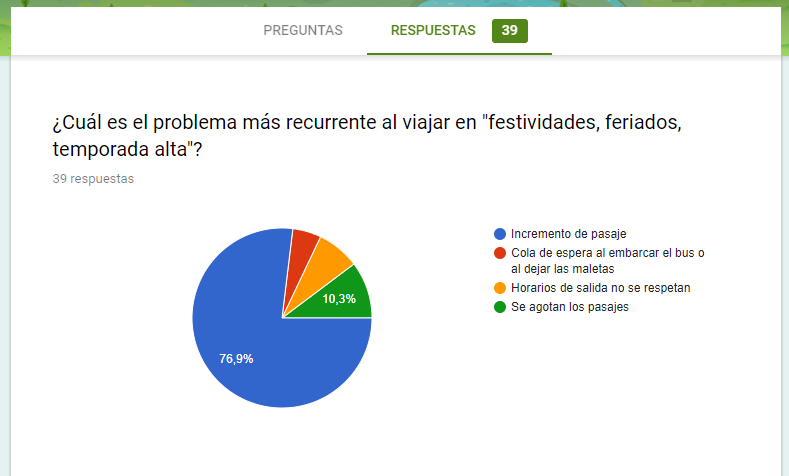 PREGUNTAS
RESPUESTAS 39
¿Cuál es el problema más recurrente al viajar en "festividades, feriados,
temporada alta"?
39 respuestas
Incremento de pasaje
Cola de espera al embarcar el bus o
al dejar las maletas
Horarios de salida no se respetan
Se agotan los pasajes
10,3%
76,9%